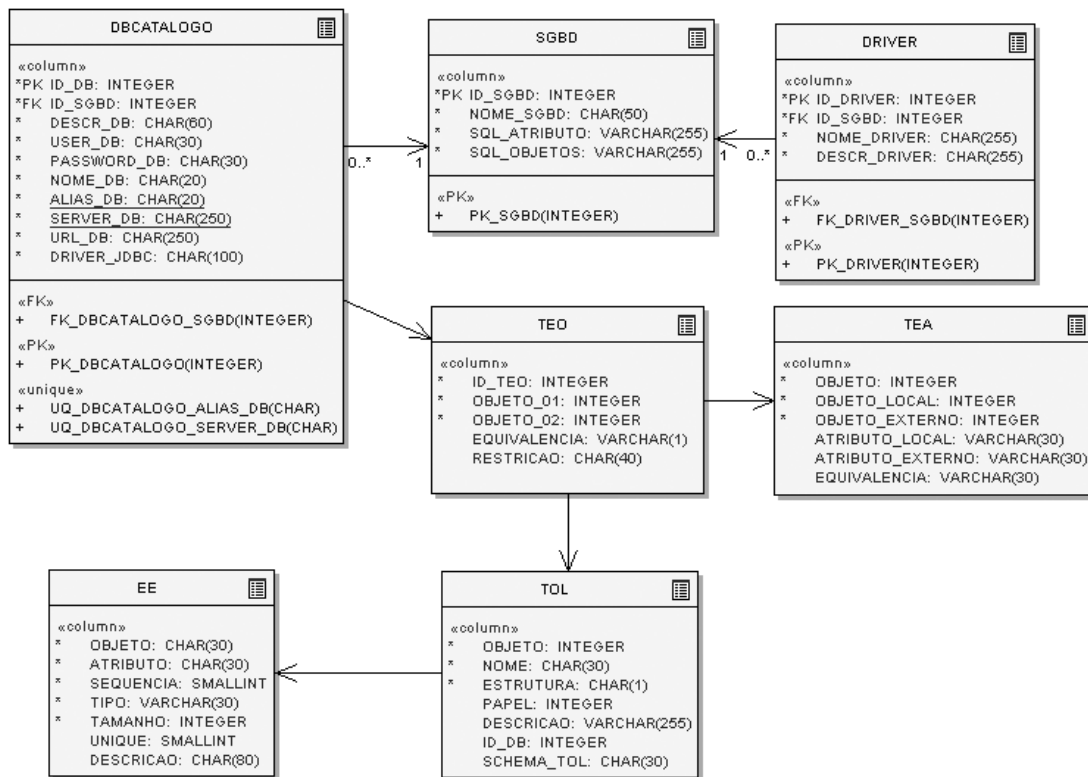 DBCATALOGO
«column»
*PK ID_DB: INTEGER
*FK ID_SGBD: INTEGER
* DESCR_DB: CHAR(60)
* USER_DB: CHAR(30)
* PASSWORD_DB: CHAR(30)
* NOME_DB: CHAR(20)
* ALIAS_DB: CHAR(20)
* SERVER_DB: CHAR(250)
* URL_DB: CHAR(250)
* DRIVER_JDBC: CHAR(100)
«FK»
+ FK_DBCATALOGO_SGBD(INTEGER)
«PK»
+ PK_DBCATALOGO(INTEGER)
«unique»
+ UQ_DBCATALOGO_ALIAS_DB(CHAR)
+ UQ_DBCATALOGO_SERVER_DB(CHAR)
0..*
1
SGBD
«column»
*PK ID_SGBD: INTEGER
* NOME_SGBD: CHAR(50)
* SQL_ATRIBUTO: VARCHAR(255)
* SQL_OBJETOS: VARCHAR(255)
«PK»
+ PK_SGBD(INTEGER)
1
0..*
DRIVER
«column»
*PK ID_DRIVER: INTEGER
*FK ID_SGBD: INTEGER
* NOME_DRIVER: CHAR(255)
* DESCR_DRIVER: CHAR(255)
«FK»
+ FK_DRIVER_SGBD(INTEGER)
«PK»
+ PK_DRIVER(INTEGER)
TEO
«column»
* ID_TEO: INTEGER
* OBJETO_01: INTEGER
* OBJETO_02: INTEGER
EQUIVALENCIA: VARCHAR(1)
RESTRICAO: CHAR(40)
TEA
«column»
* OBJETO: INTEGER
* OBJETO_LOCAL: INTEGER
* OBJETO_EXTERNO: INTEGER
ATRIBUTO_LOCAL: VARCHAR(30)
ATRIBUTO_EXTERNO: VARCHAR(30)
EQUIVALENCIA: VARCHAR(30)
EE
«column»
* OBJETO: CHAR(30)
* ATRIBUTO: CHAR(30)
* SEQUENCIA: SMALLINT
* TIPO: VARCHAR(30)
* TAMANHO: INTEGER
UNIQUE: SMALLINT
DESCRICAO: CHAR(80)
TOL
«column»
* OBJETO: INTEGER
* NOME: CHAR(30)
* ESTRUTURA: CHAR(1)
PAPEL: INTEGER
DESCRICAO: VARCHAR(255)
ID_DB: INTEGER
SCHEMA_TOL: CHAR(30)